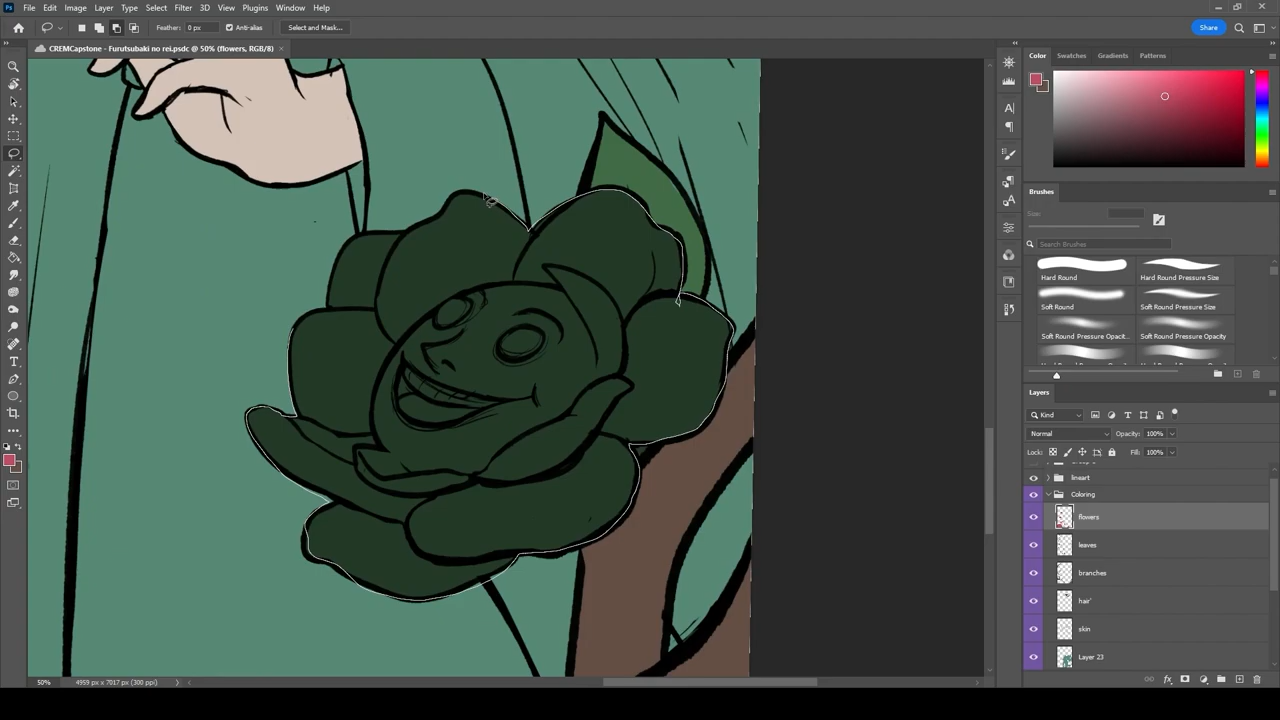 Ps File Edit Image Layer Type Select Filter 3D View Plugins Window Help
Feather: 0 px Anti-alias Select and Mask... Share
CREMCapstone - Furutsubaki no rei.psdc @ 50% (flowers, RGB/8)
Color Swatches Gradients Patterns
Brushes
Size:
Search Brushes
Hard Round Hard Round Pressure Size
Soft Round Soft Round Pressure Size
Soft Round Pressure Opacit... Soft Round Pressure Opacity
Layers
Kind
Normal Opacity: 100%
Lock: Fill: 100%
lineart
Coloring
flowers
leaves
branches
hair'
skin
Layer 23
50% 4959 px x 7017 px (300 ppi)